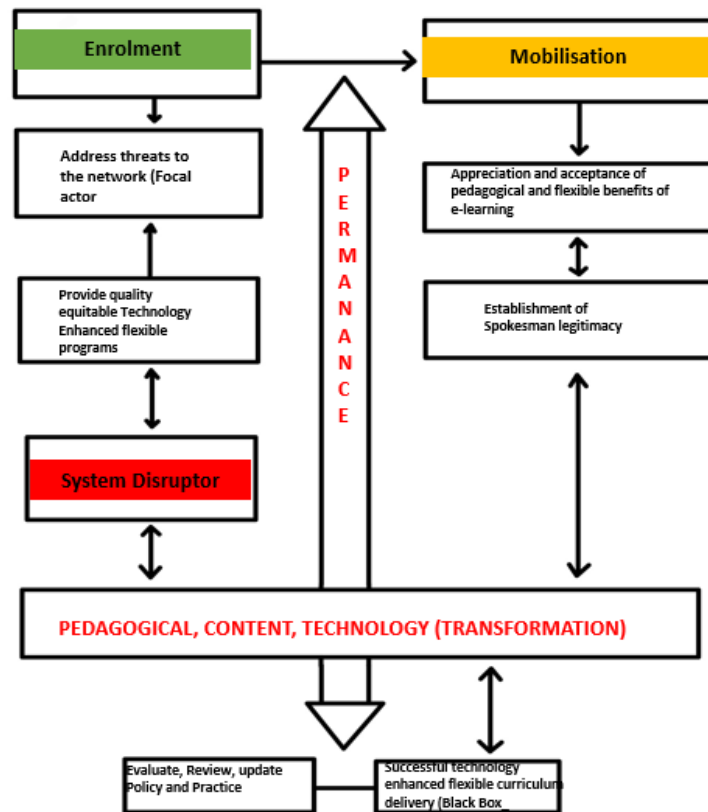 Enrolment
Mobilisation
Address threats to
the network (Focal
actor
Appreciation and acceptance of
pedagogical and flexible benefits of
e-learning
PERMANANCE
Provide quality
equitable Technology
Enhanced flexible
programs
Establishment of
Spokesman legitimacy
System Disruptor
PEDAGOGICAL, CONTENT, TECHNOLOGY (TRANSFORMATION)
Evaluate, Review, update
Policy and Practice
Successful technology
enhanced flexible curriculum
delivery (Black Box_